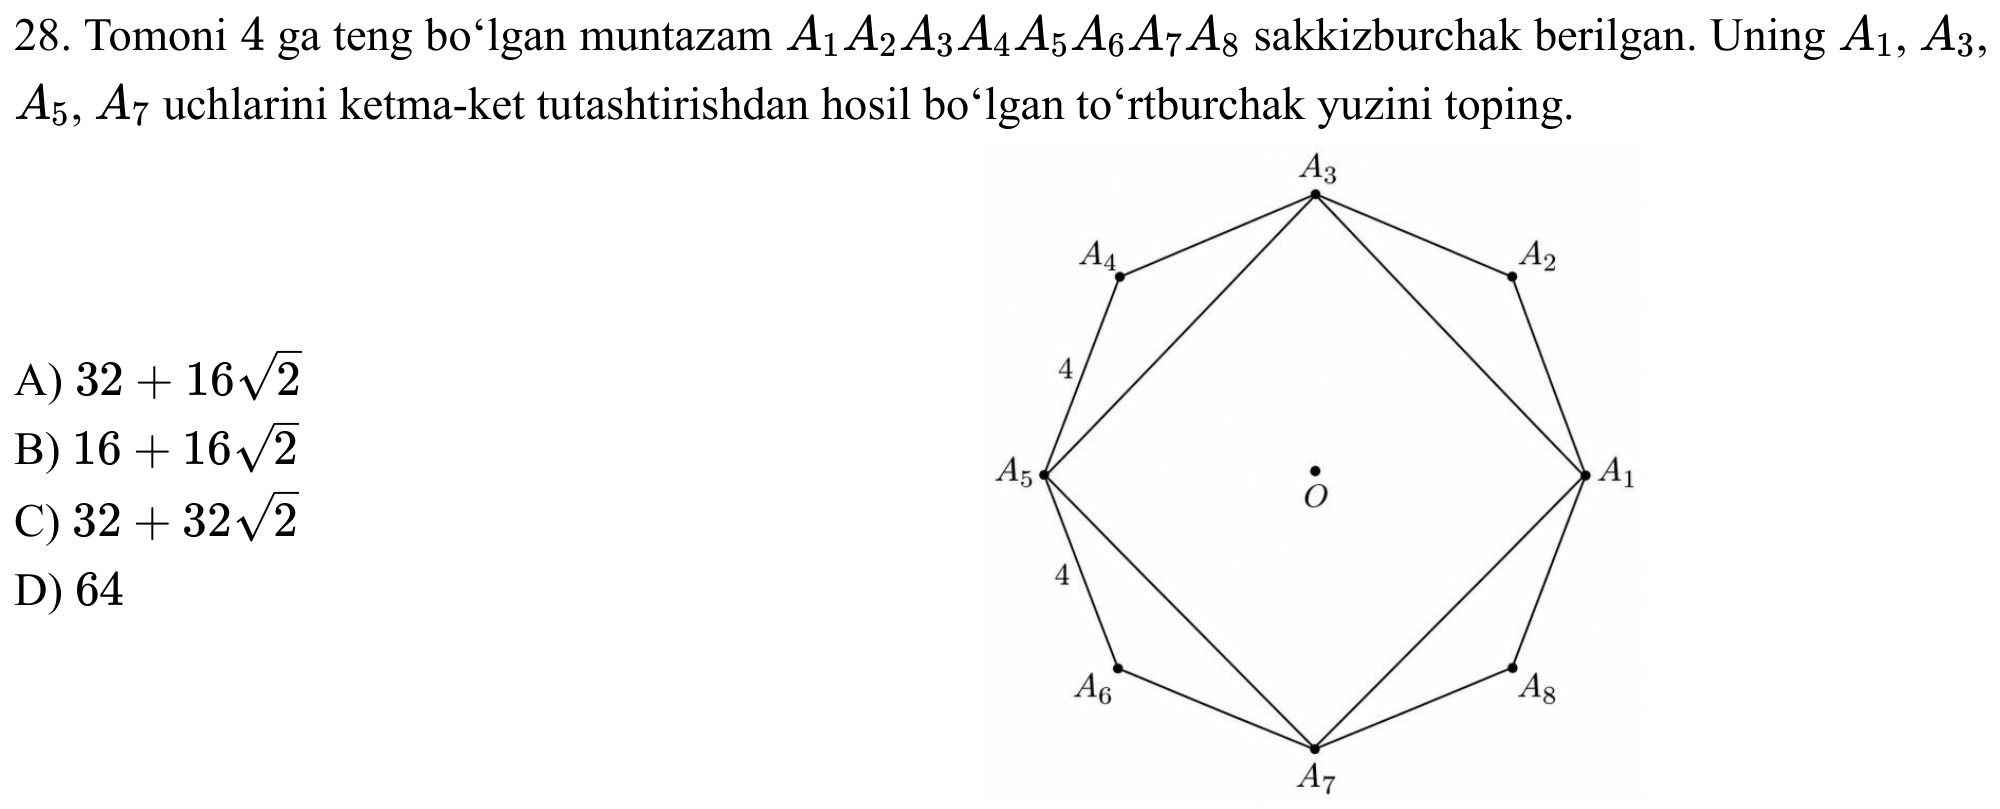 28. Tomoni 4 ga teng bo‘lgan muntazam A₁A₂A₃A₄A₅A₆A₇A₈ sakkizburchak berilgan. Uning A₁, A₃,
A₅, A₇ uchlarini ketma-ket tutashtirishdan hosil bo‘lgan to‘rtburchak yuzini toping.
A₃
A₄
A₂
4
A₅
O
A₁
4
A₆
A₈
A₇
A) 32 + 16√2
B) 16 + 16√2
C) 32 + 32√2
D) 64